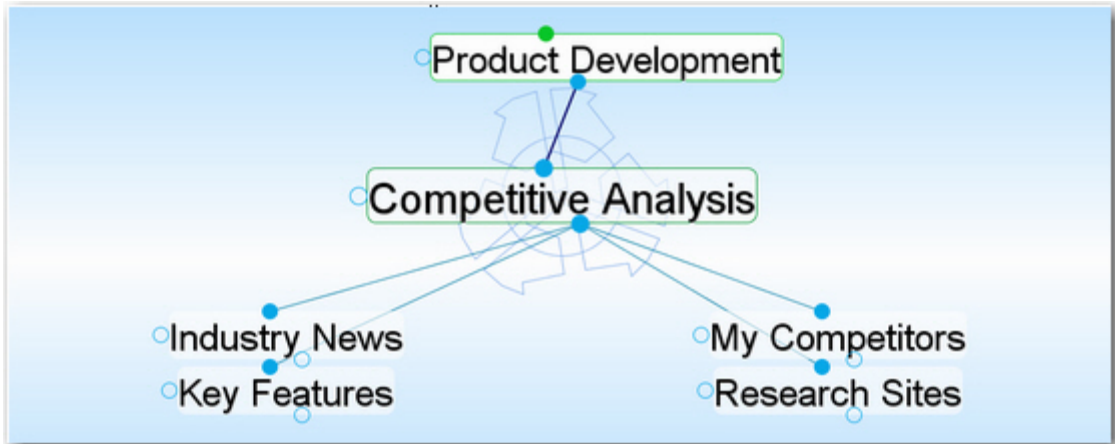 Product Development
Competitive Analysis
Industry News
My Competitors
Key Features
Research Sites